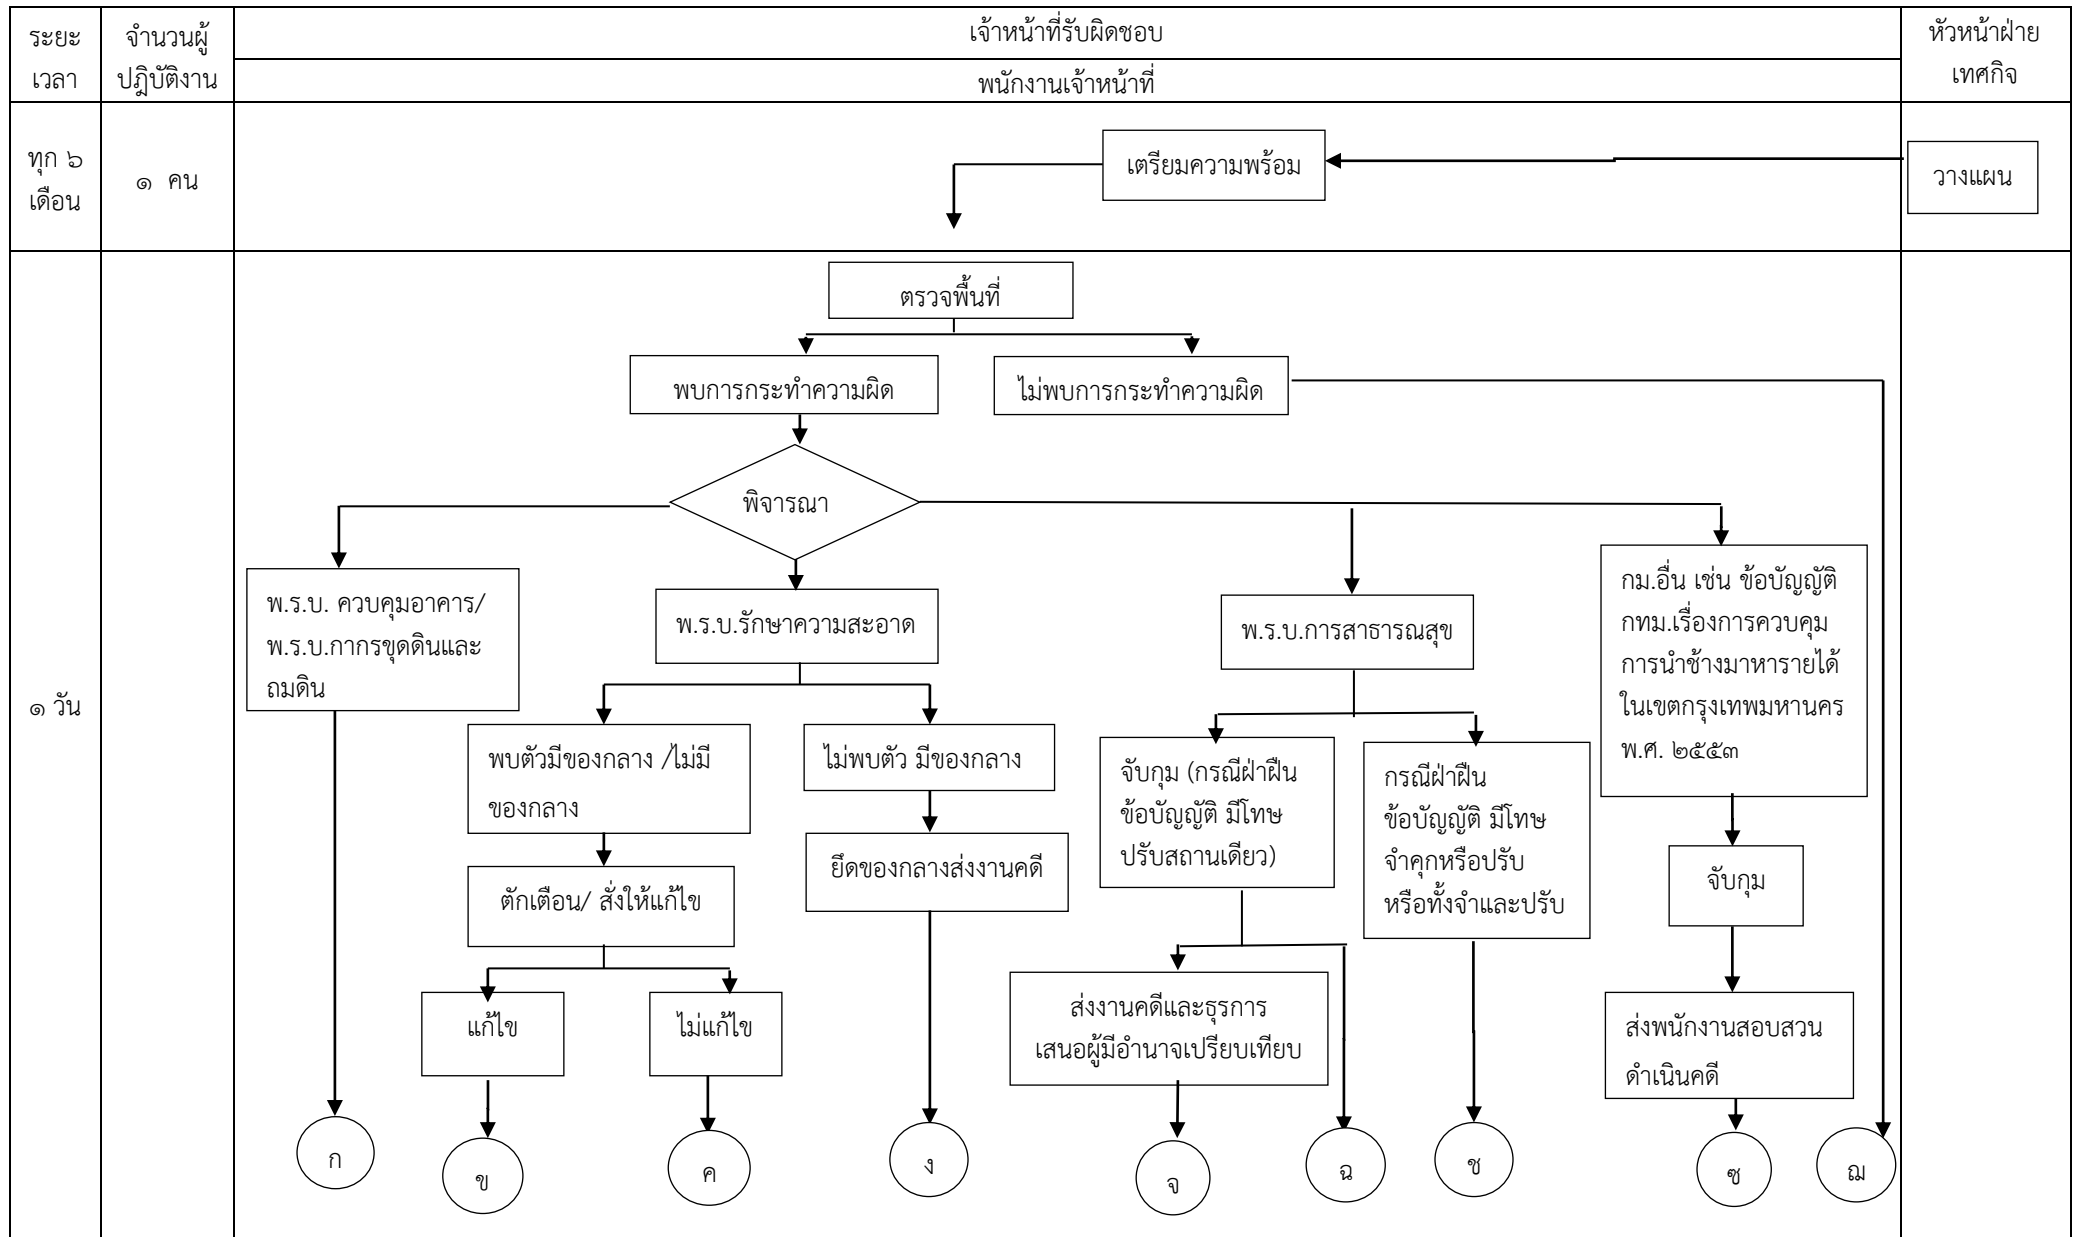 ระยะ
เวลา
จำนวนผู้
ปฏิบัติงาน
เจ้าหน้าที่รับผิดชอบ
พนักงานเจ้าหน้าที่
หัวหน้าฝ่าย
เทศกิจ
ทุก ๖
เดือน
๑ คน
เตรียมความพร้อม
วางแผน
๑ วัน
ตรวจพื้นที่
พบการกระทำความผิด
ไม่พบการกระทำความผิด
พิจารณา
พ.ร.บ. ควบคุมอาคาร/
พ.ร.บ.กากรขุดดินและ
ถมดิน
พ.ร.บ.รักษาความสะอาด
พ.ร.บ.การสาธารณสุข
กม.อื่น เช่น ข้อบัญญัติ
กทม.เรื่องการควบคุม
การนำช้างมาหารายได้
ในเขตกรุงเทพมหานคร
พ.ศ. ๒๕๕๓
พบตัวมีของกลาง /ไม่มี
ของกลาง
ไม่พบตัว มีของกลาง
จับกุม (กรณีฝ่าฝืน
ข้อบัญญัติ มีโทษ
ปรับสถานเดียว)
กรณีฝ่าฝืน
ข้อบัญญัติ มีโทษ
จำคุกหรือปรับ
หรือทั้งจำและปรับ
ตักเตือน/ สั่งให้แก้ไข
ยึดของกลางส่งงานคดี
จับกุม
แก้ไข
ไม่แก้ไข
ส่งงานคดีและธุรการ
เสนอผู้มีอำนาจเปรียบเทียบ
ส่งพนักงานสอบสวน
ดำเนินคดี
ก
ข
ค
ง
จ
ฉ
ช
ซ
ฌ